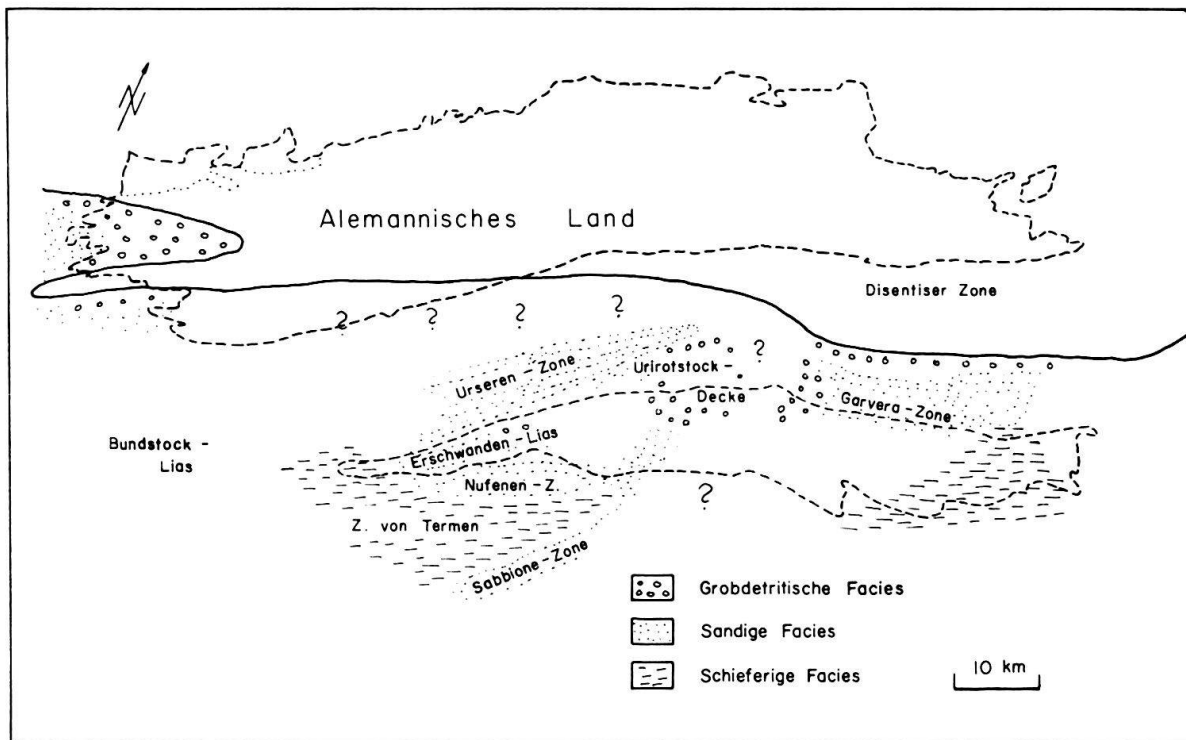 N
Alemannisches Land
Disentiser Zone
?
?
?
?
?
Urseren-Zone
Urirotstock-
Decke
Garvera-Zone
Bundstock-
Lias
Erschwanden-Lias
Nufenen-Z.
?
Z. von Termen
Sabbione-Zone
Grobdetritische Facies
Sandige Facies
Schieferige Facies
10 km